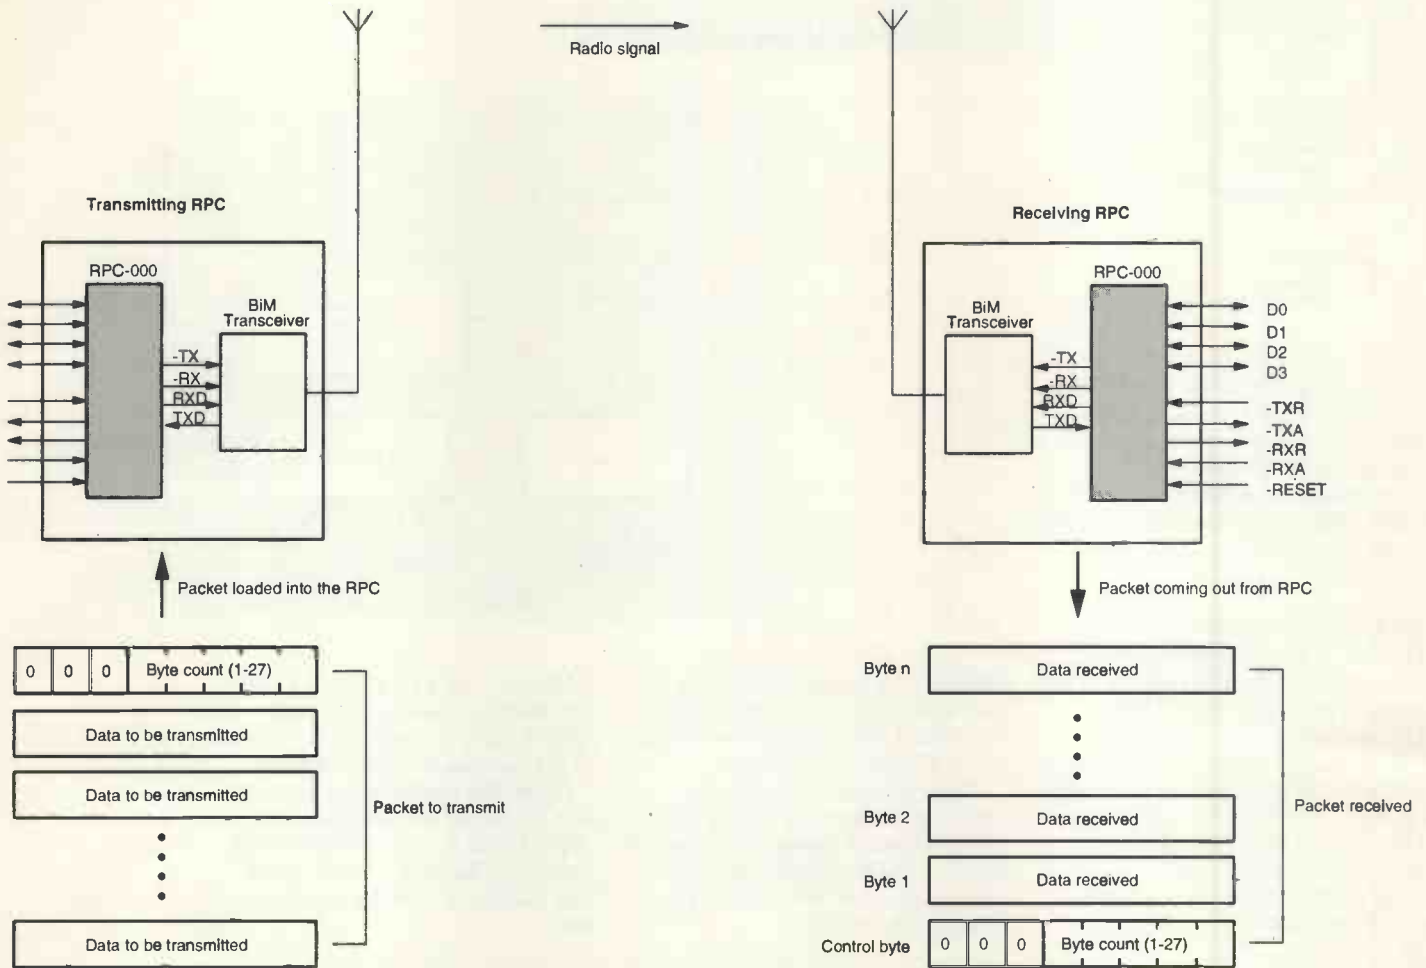 Radio signal
Transmitting RPC
RPC-000
BiM
Transceiver
-TX
-RX
RXD
TXD
Packet loaded into the RPC
0 0 0 Byte count (1-27)
Data to be transmitted
Data to be transmitted
Data to be transmitted
Packet to transmit
Receiving RPC
RPC-000
BiM
Transceiver
-TX
-RX
RXD
TXD
D0
D1
D2
D3
-TXR
-TXA
-RXR
-RXA
-RESET
Packet coming out from RPC
Byte n Data received
Byte 2 Data received
Byte 1 Data received
Control byte 0 0 0 Byte count (1-27)
Packet received